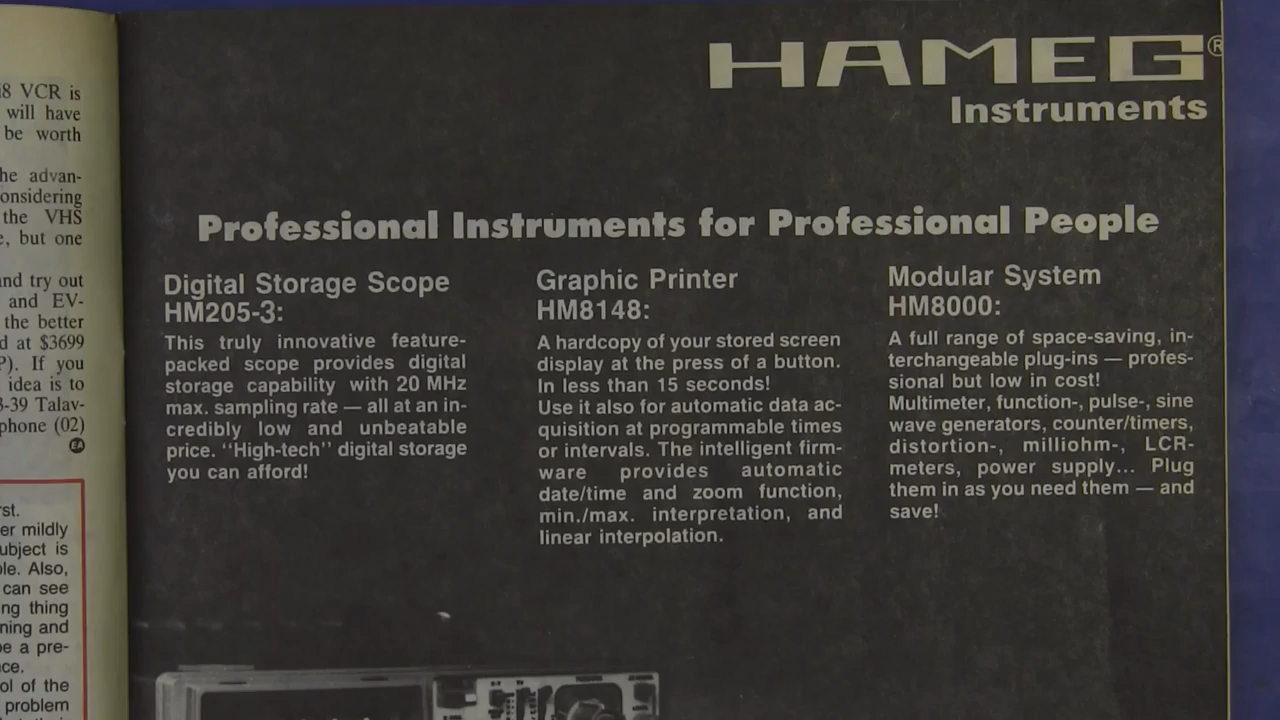 i8 VCR is
will have
be worth
he advan-
onsidering
the VHS
e, but one
and try out
and EV-
the better
d at $3699
P). If you
idea is to
3-39 Talav-
phone (02)
EA
rst.
er mildly
ubject is
ole. Also,
can see
ng thing
ning and
be a pre-
nce.
ol of the
problem
HAMEG®
Instruments
Professional Instruments for Professional People
Digital Storage Scope
HM205-3:
This truly innovative feature-
packed scope provides digital
storage capability with 20 MHz
max. sampling rate — all at an in-
credibly low and unbeatable
price. "High-tech" digital storage
you can afford!
Graphic Printer
HM8148:
A hardcopy of your stored screen
display at the press of a button.
In less than 15 seconds!
Use it also for automatic data ac-
quisition at programmable times
or intervals. The intelligent firm-
ware provides automatic
date/time and zoom function,
min./max. interpretation, and
linear interpolation.
Modular System
HM8000:
A full range of space-saving, in-
terchangeable plug-ins — profes-
sional but low in cost!
Multimeter, function-, pulse-, sine
wave generators, counter/timers,
distortion-, milliohm-, LCR-
meters, power supply... Plug
them in as you need them — and
save!